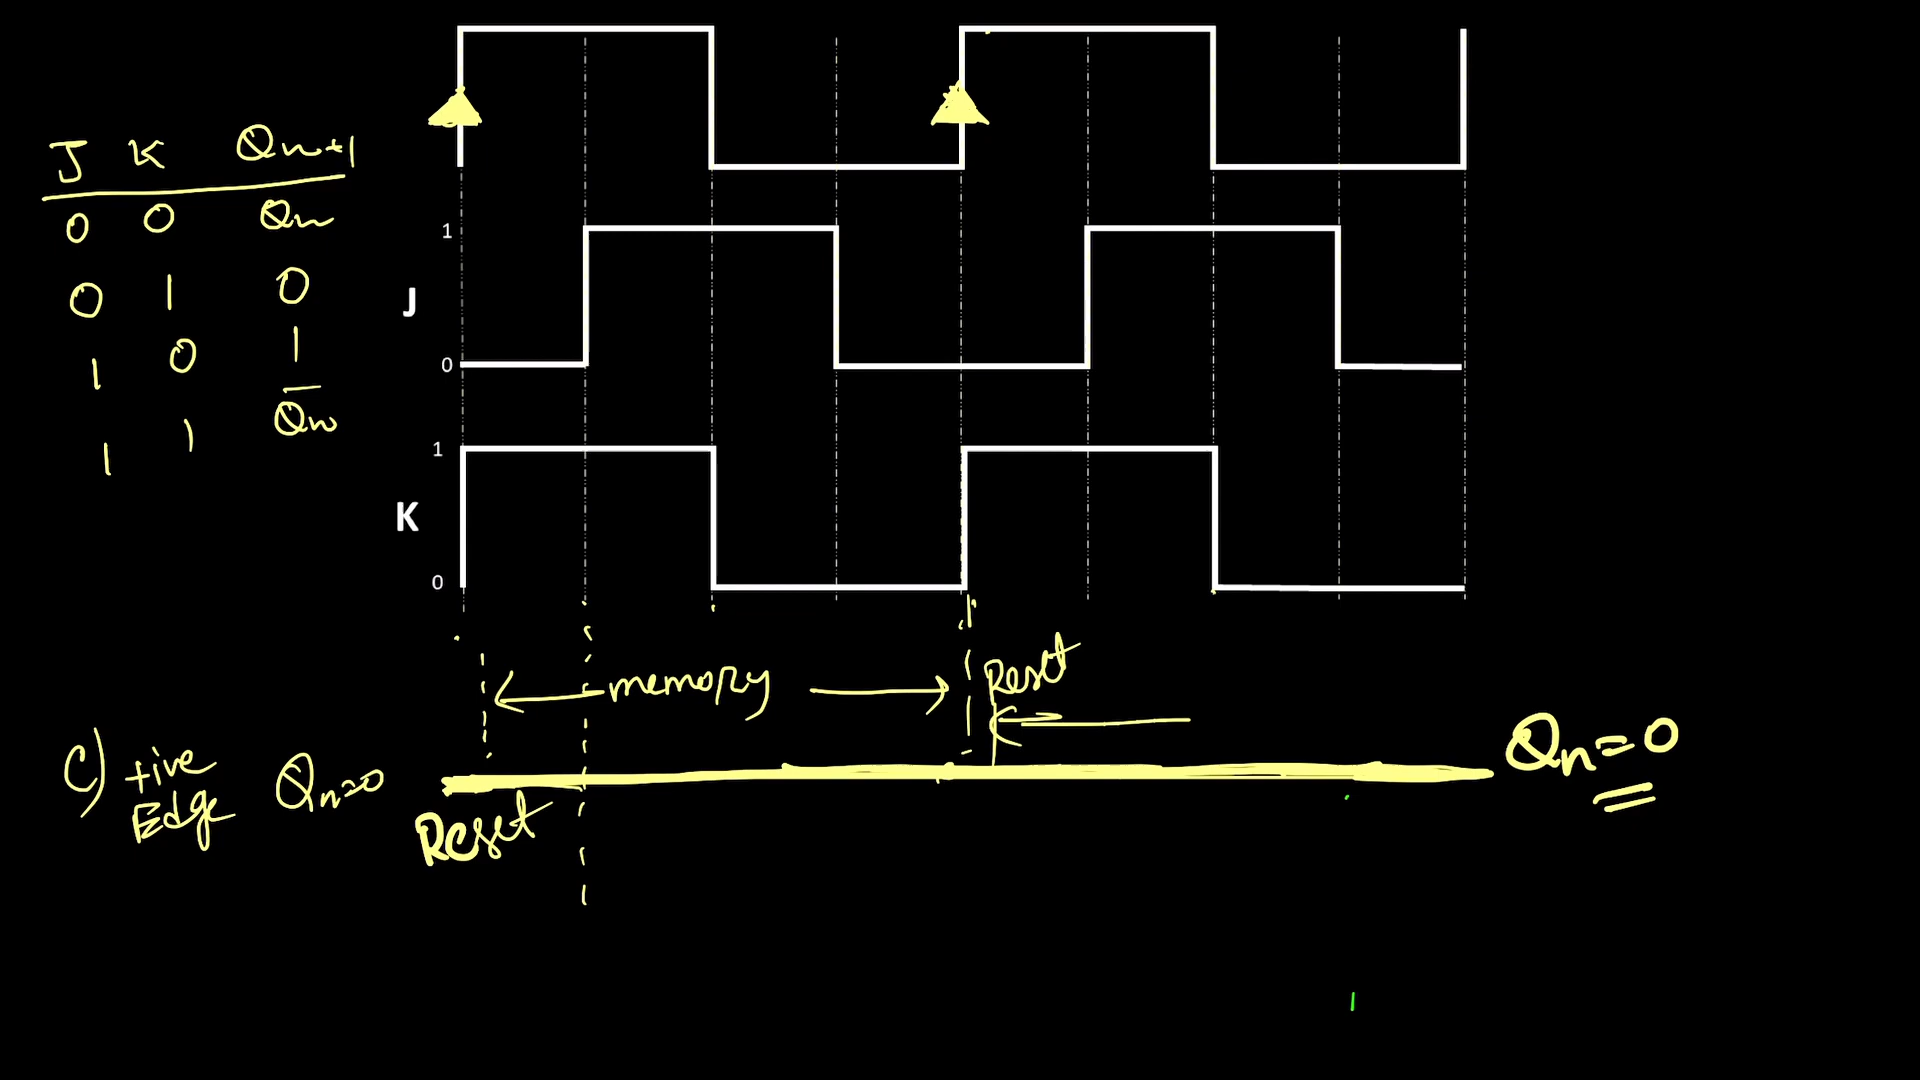 J K Qn+1
0 0 Qn
0 1 0
1 0 1
1 1 Q̅n
1
J
0
1
K
0
memory
Reset
C) +ive Edge Qn=0
Qn=0
Reset